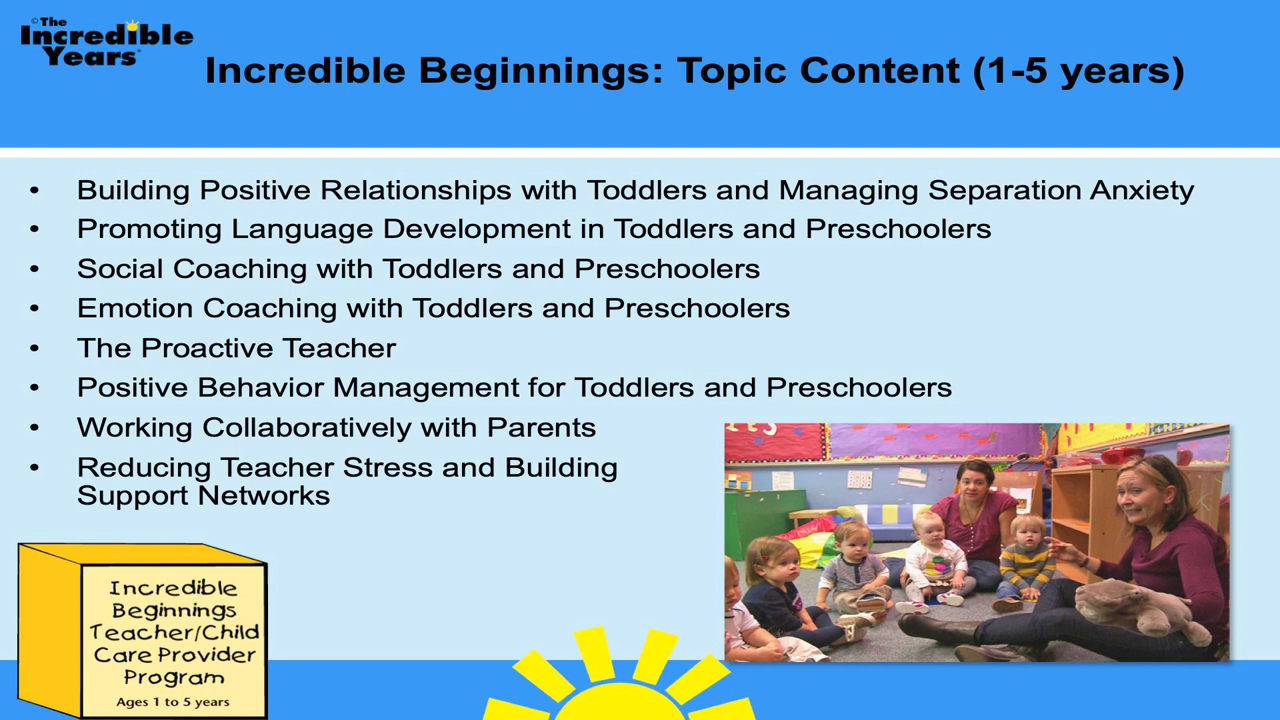 ©The
Incredible
Years®
Incredible Beginnings: Topic Content (1-5 years)
• Building Positive Relationships with Toddlers and Managing Separation Anxiety
• Promoting Language Development in Toddlers and Preschoolers
• Social Coaching with Toddlers and Preschoolers
• Emotion Coaching with Toddlers and Preschoolers
• The Proactive Teacher
• Positive Behavior Management for Toddlers and Preschoolers
• Working Collaboratively with Parents
• Reducing Teacher Stress and Building
Support Networks
Incredible
Beginnings
Teacher/Child
Care Provider
Program
Ages 1 to 5 years